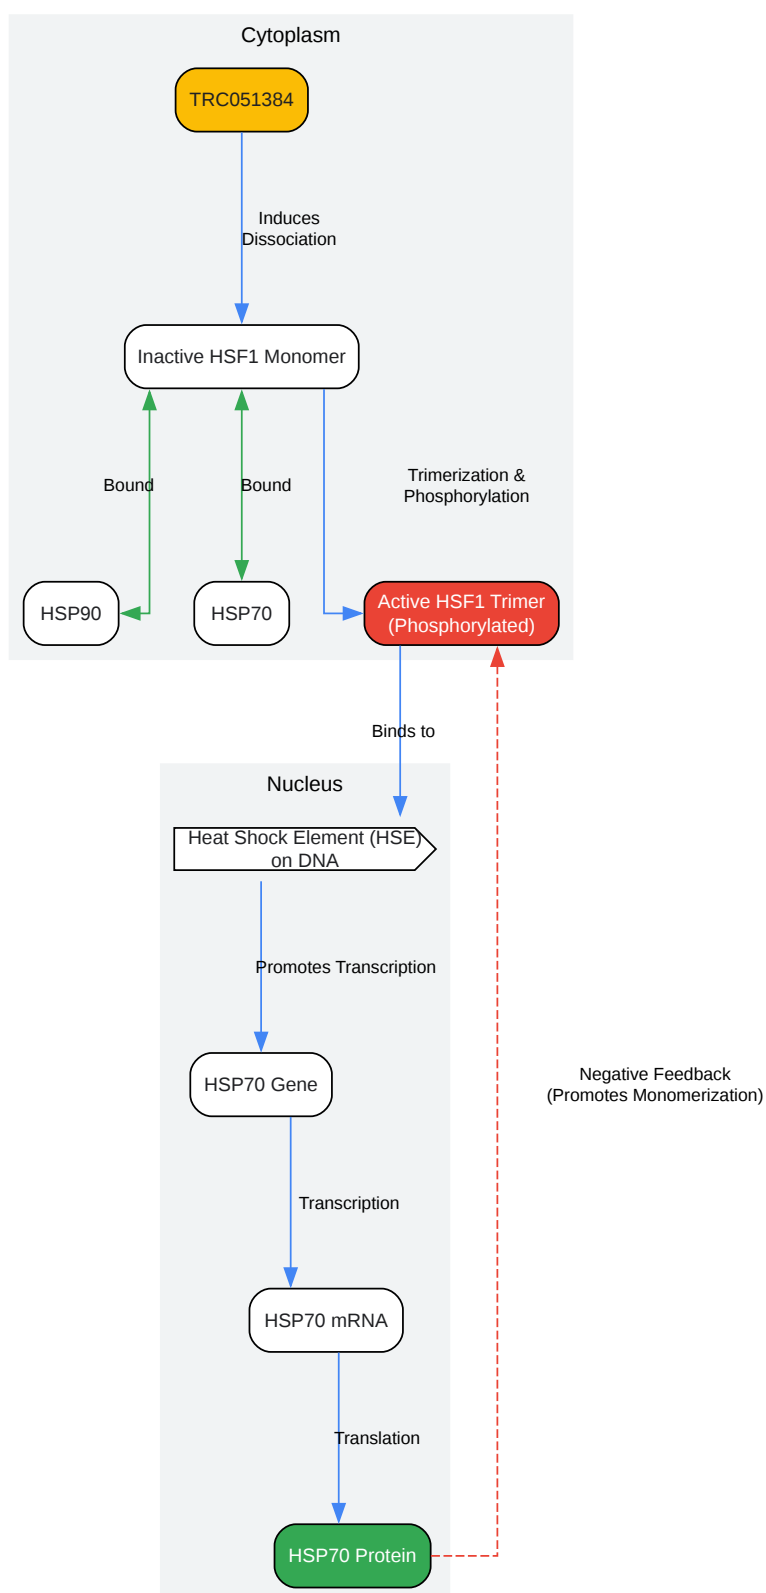 Cytoplasm
TRC051384
Induces
Dissociation
Inactive HSF1 Monomer
Bound
Bound
Trimerization &
Phosphorylation
HSP90
HSP70
Active HSF1 Trimer
(Phosphorylated)
Binds to
Nucleus
Heat Shock Element (HSE)
on DNA
Promotes Transcription
HSP70 Gene
Negative Feedback
(Promotes Monomerization)
Transcription
HSP70 mRNA
Translation
HSP70 Protein